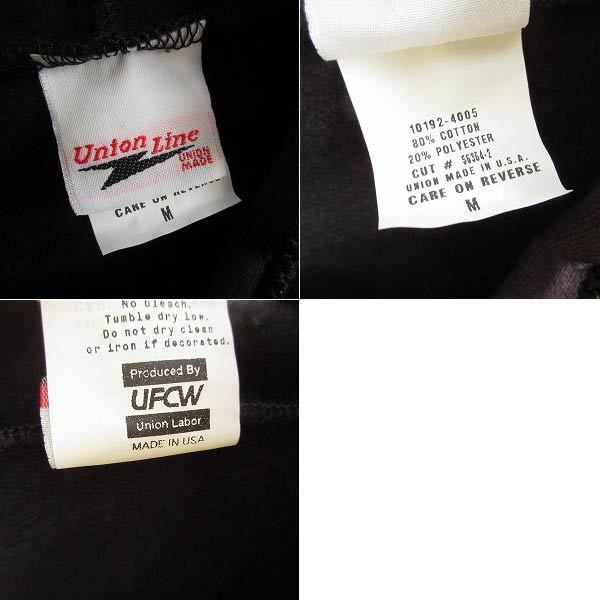 Union Line
UNION
MADE
CARE ON REVERSE
M
10192-4005
80% COTTON
20% POLYESTER
CUT # 56364-2
UNION MADE IN U.S.A.
CARE ON REVERSE
M
No bleach.
Tumble dry low.
Do not dry clean
or iron if decorated.
Produced By
UFCW
Union Labor
MADE IN USA